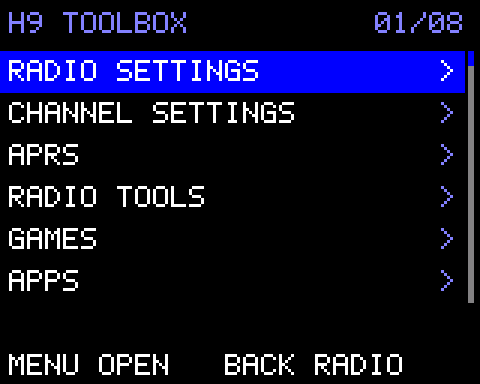 H9 TOOLBOX 01/08
RADIO SETTINGS >
CHANNEL SETTINGS >
APRS >
RADIO TOOLS >
GAMES >
APPS >
MENU OPEN BACK RADIO